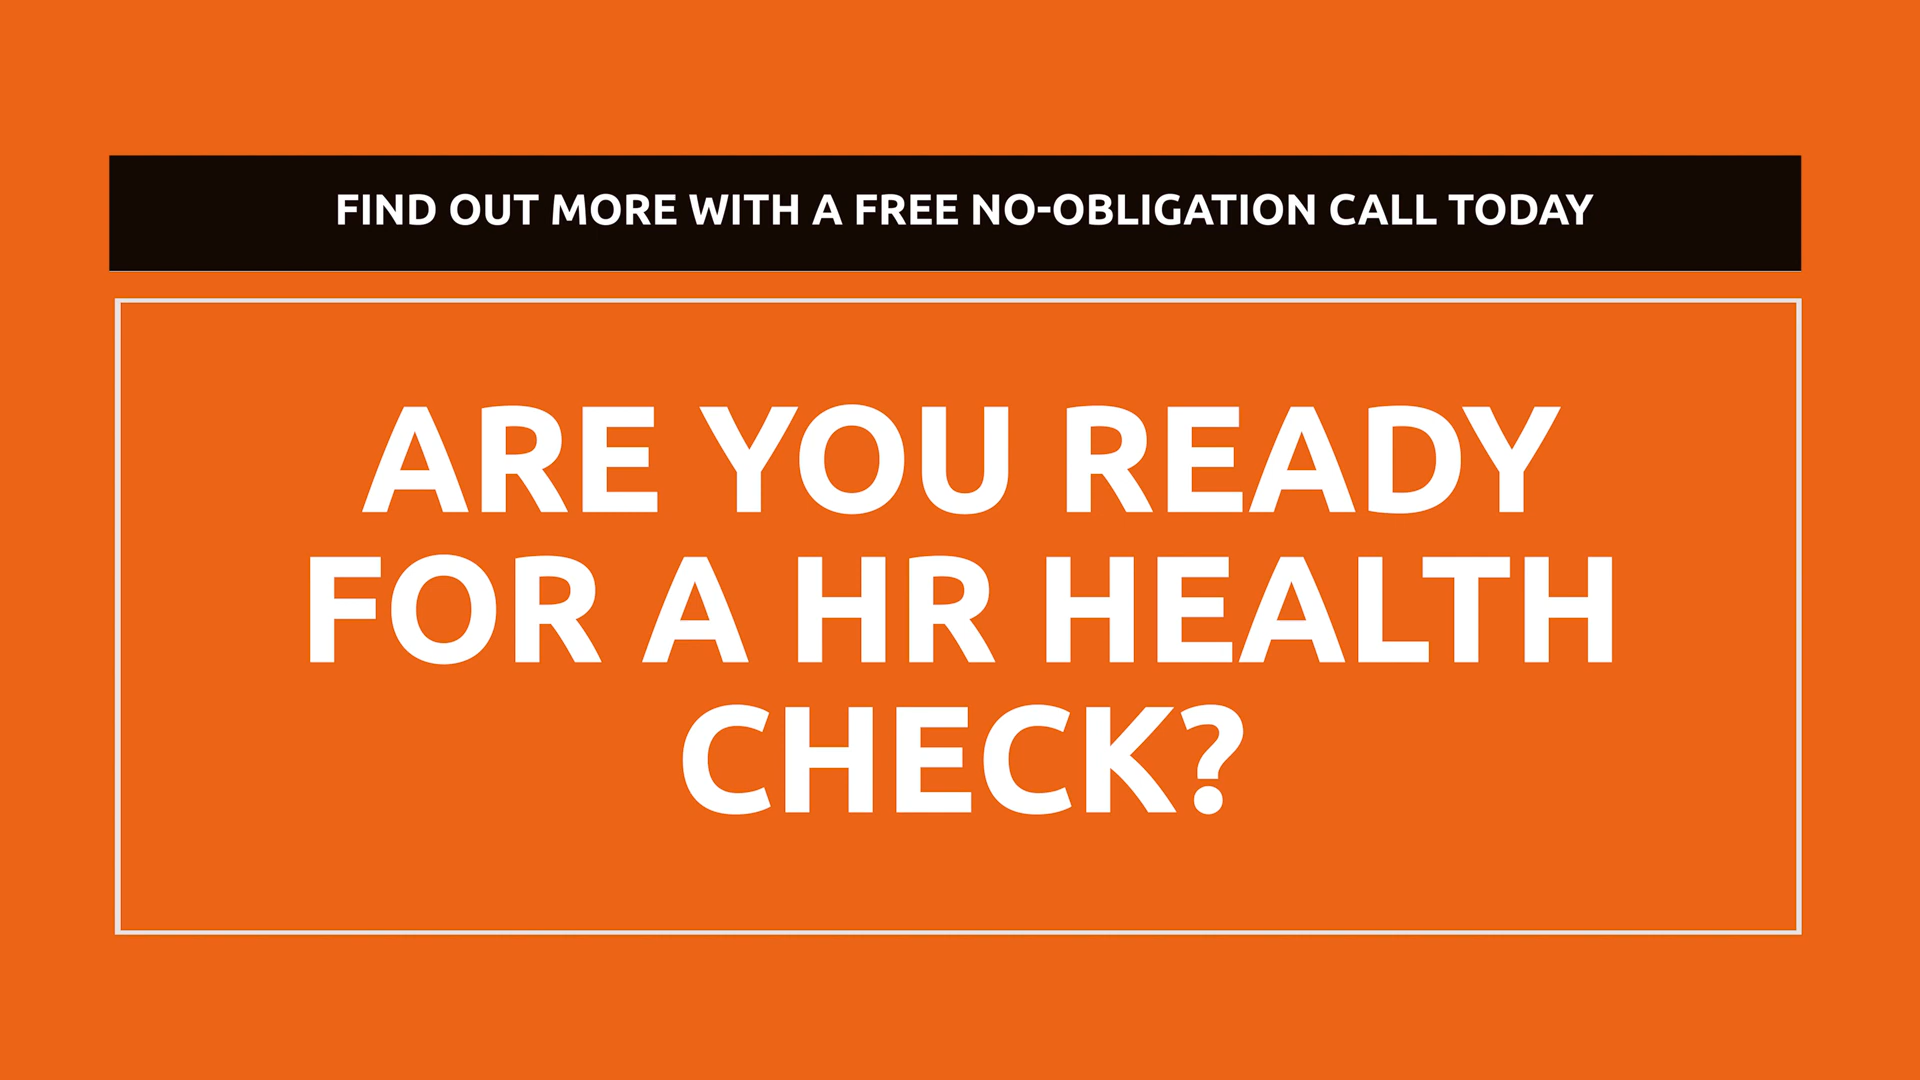 FIND OUT MORE WITH A FREE NO-OBLIGATION CALL TODAY
ARE YOU READY
FOR A HR HEALTH
CHECK?